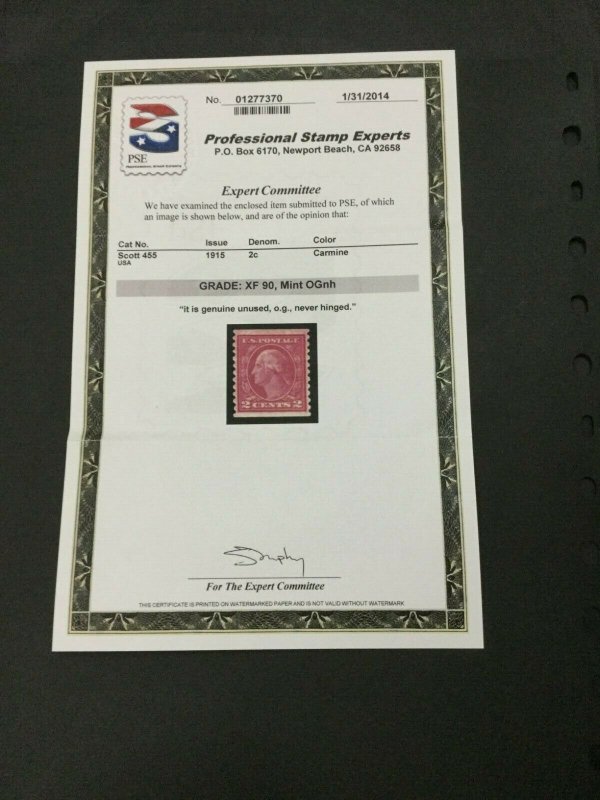 No. 01277370 1/31/2014
PSE
PROFESSIONAL STAMP EXPERTS
Professional Stamp Experts
P.O. Box 6170, Newport Beach, CA 92658
Expert Committee
We have examined the enclosed item submitted to PSE, of which
an image is shown below, and are of the opinion that:
Cat No. Issue Denom. Color
Scott 455 1915 2c Carmine
USA
GRADE: XF 90, Mint OGnh
"it is genuine unused, o.g., never hinged."
U.S. POSTAGE
2 CENTS 2
For The Expert Committee
THIS CERTIFICATE IS PRINTED ON WATERMARKED PAPER AND IS NOT VALID WITHOUT WATERMARK